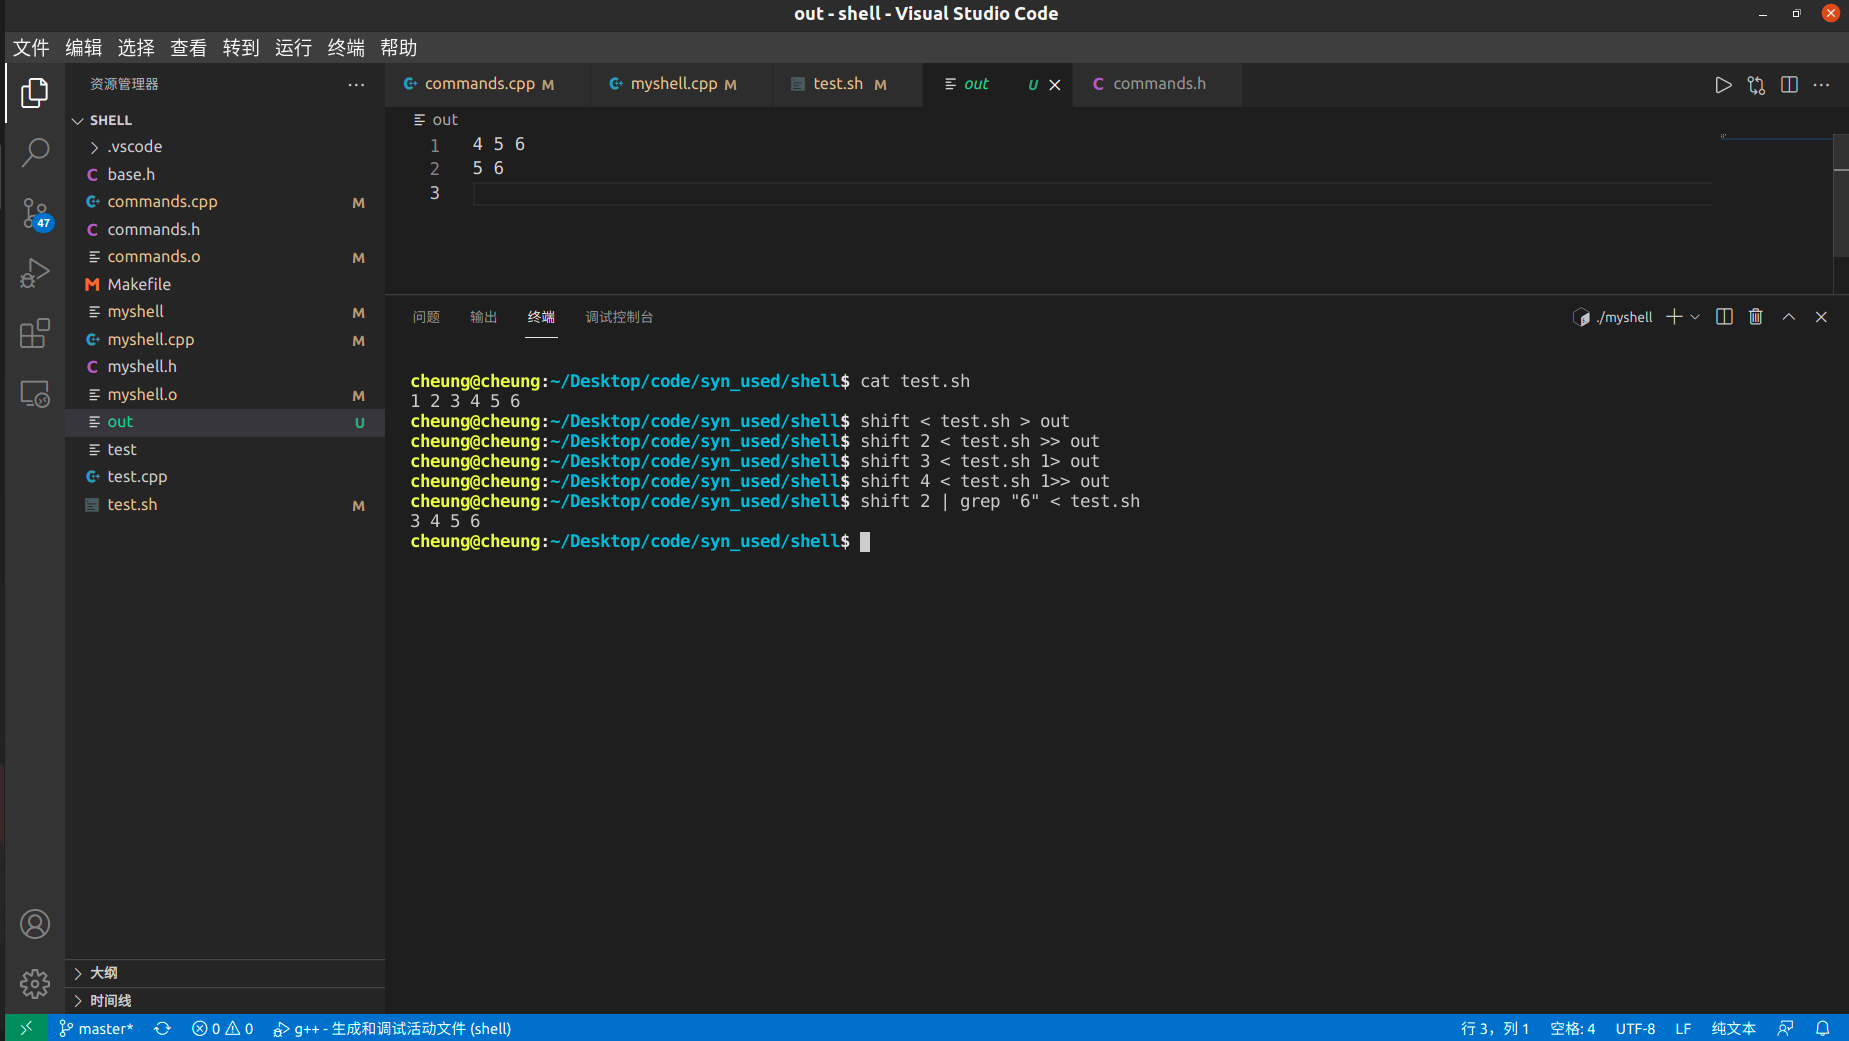 out - shell - Visual Studio Code
文件 编辑 选择 查看 转到 运行 终端 帮助
资源管理器
SHELL
.vscode
C base.h
commands.cpp M
C commands.h
commands.o M
Makefile
myshell M
myshell.cpp M
C myshell.h
myshell.o M
out U
test
test.cpp
test.sh M
大纲
时间线
47
commands.cpp M myshell.cpp M test.sh M out U C commands.h
out
1 4 5 6
2 5 6
3
问题 输出 终端 调试控制台 ./myshell
cheung@cheung:~/Desktop/code/syn_used/shell$ cat test.sh
1 2 3 4 5 6
cheung@cheung:~/Desktop/code/syn_used/shell$ shift < test.sh > out
cheung@cheung:~/Desktop/code/syn_used/shell$ shift 2 < test.sh >> out
cheung@cheung:~/Desktop/code/syn_used/shell$ shift 3 < test.sh 1> out
cheung@cheung:~/Desktop/code/syn_used/shell$ shift 4 < test.sh 1>> out
cheung@cheung:~/Desktop/code/syn_used/shell$ shift 2 | grep "6" < test.sh
3 4 5 6
cheung@cheung:~/Desktop/code/syn_used/shell$
master* 0 0 g++ - 生成和调试活动文件 (shell) 行 3，列 1 空格: 4 UTF-8 LF 纯文本